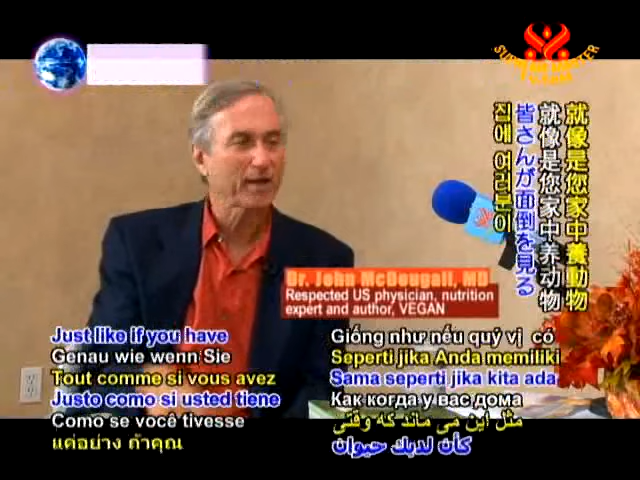 SUPREME MASTER
TV
就像是您家中養動物
就像是您家中养动物
皆さんが面倒を見る
집에 여러분이
Dr. John McDougall, MD
Respected US physician, nutrition
expert and author, VEGAN
Just like if you have
Genau wie wenn Sie
Tout comme si vous avez
Justo como si usted tiene
Como se você tivesse
แค่อย่าง ถ้าคุณ
Giống như nếu quý vị có
Seperti jika Anda memiliki
Sama seperti jika kita ada
Как когда у вас дома
مثل این می ماند که وقتی
كأن لديك حيوان